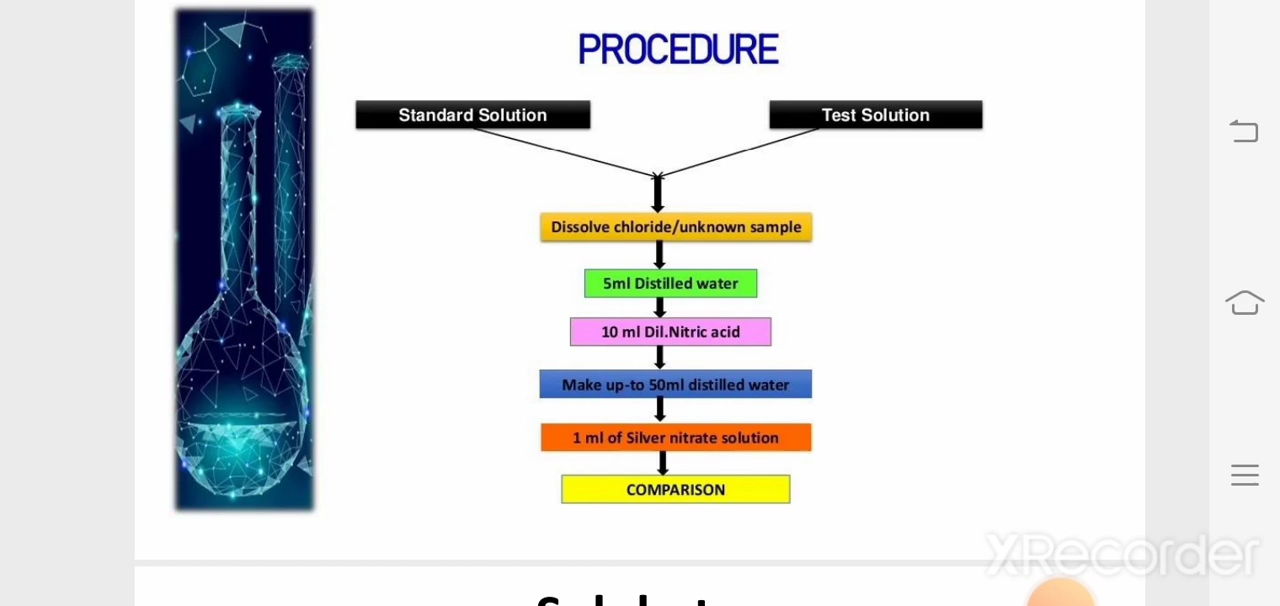 PROCEDURE
Standard Solution
Test Solution
Dissolve chloride/unknown sample
5ml Distilled water
10 ml Dil.Nitric acid
Make up-to 50ml distilled water
1 ml of Silver nitrate solution
COMPARISON
XRecorder